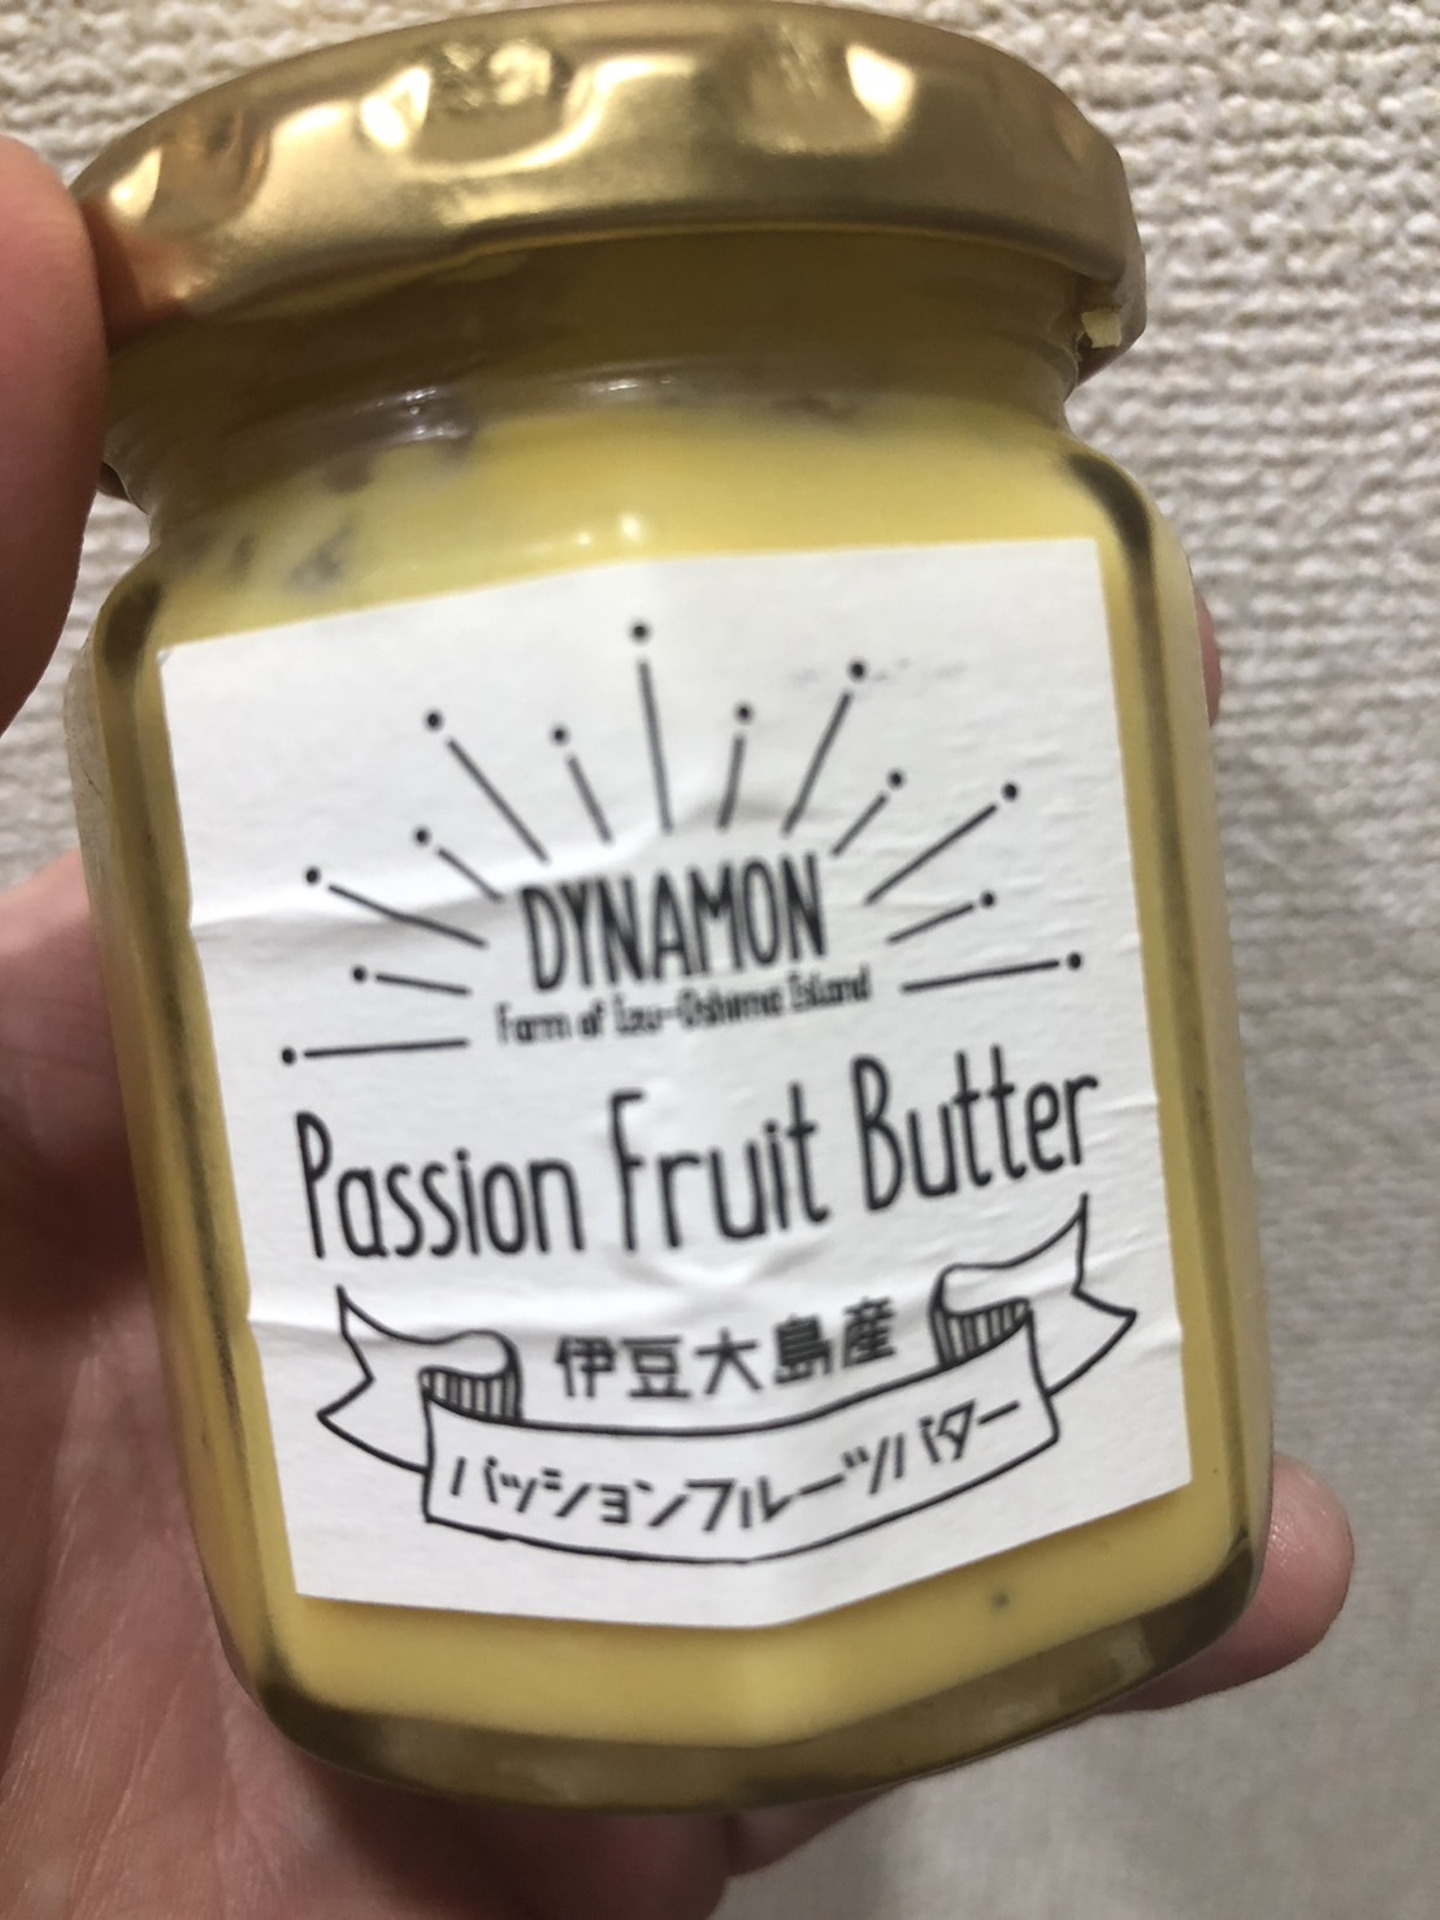 DYNAMON
Farm of Izu-Oshima Island
Passion Fruit Butter
伊豆大島産
パッションフルーツバター